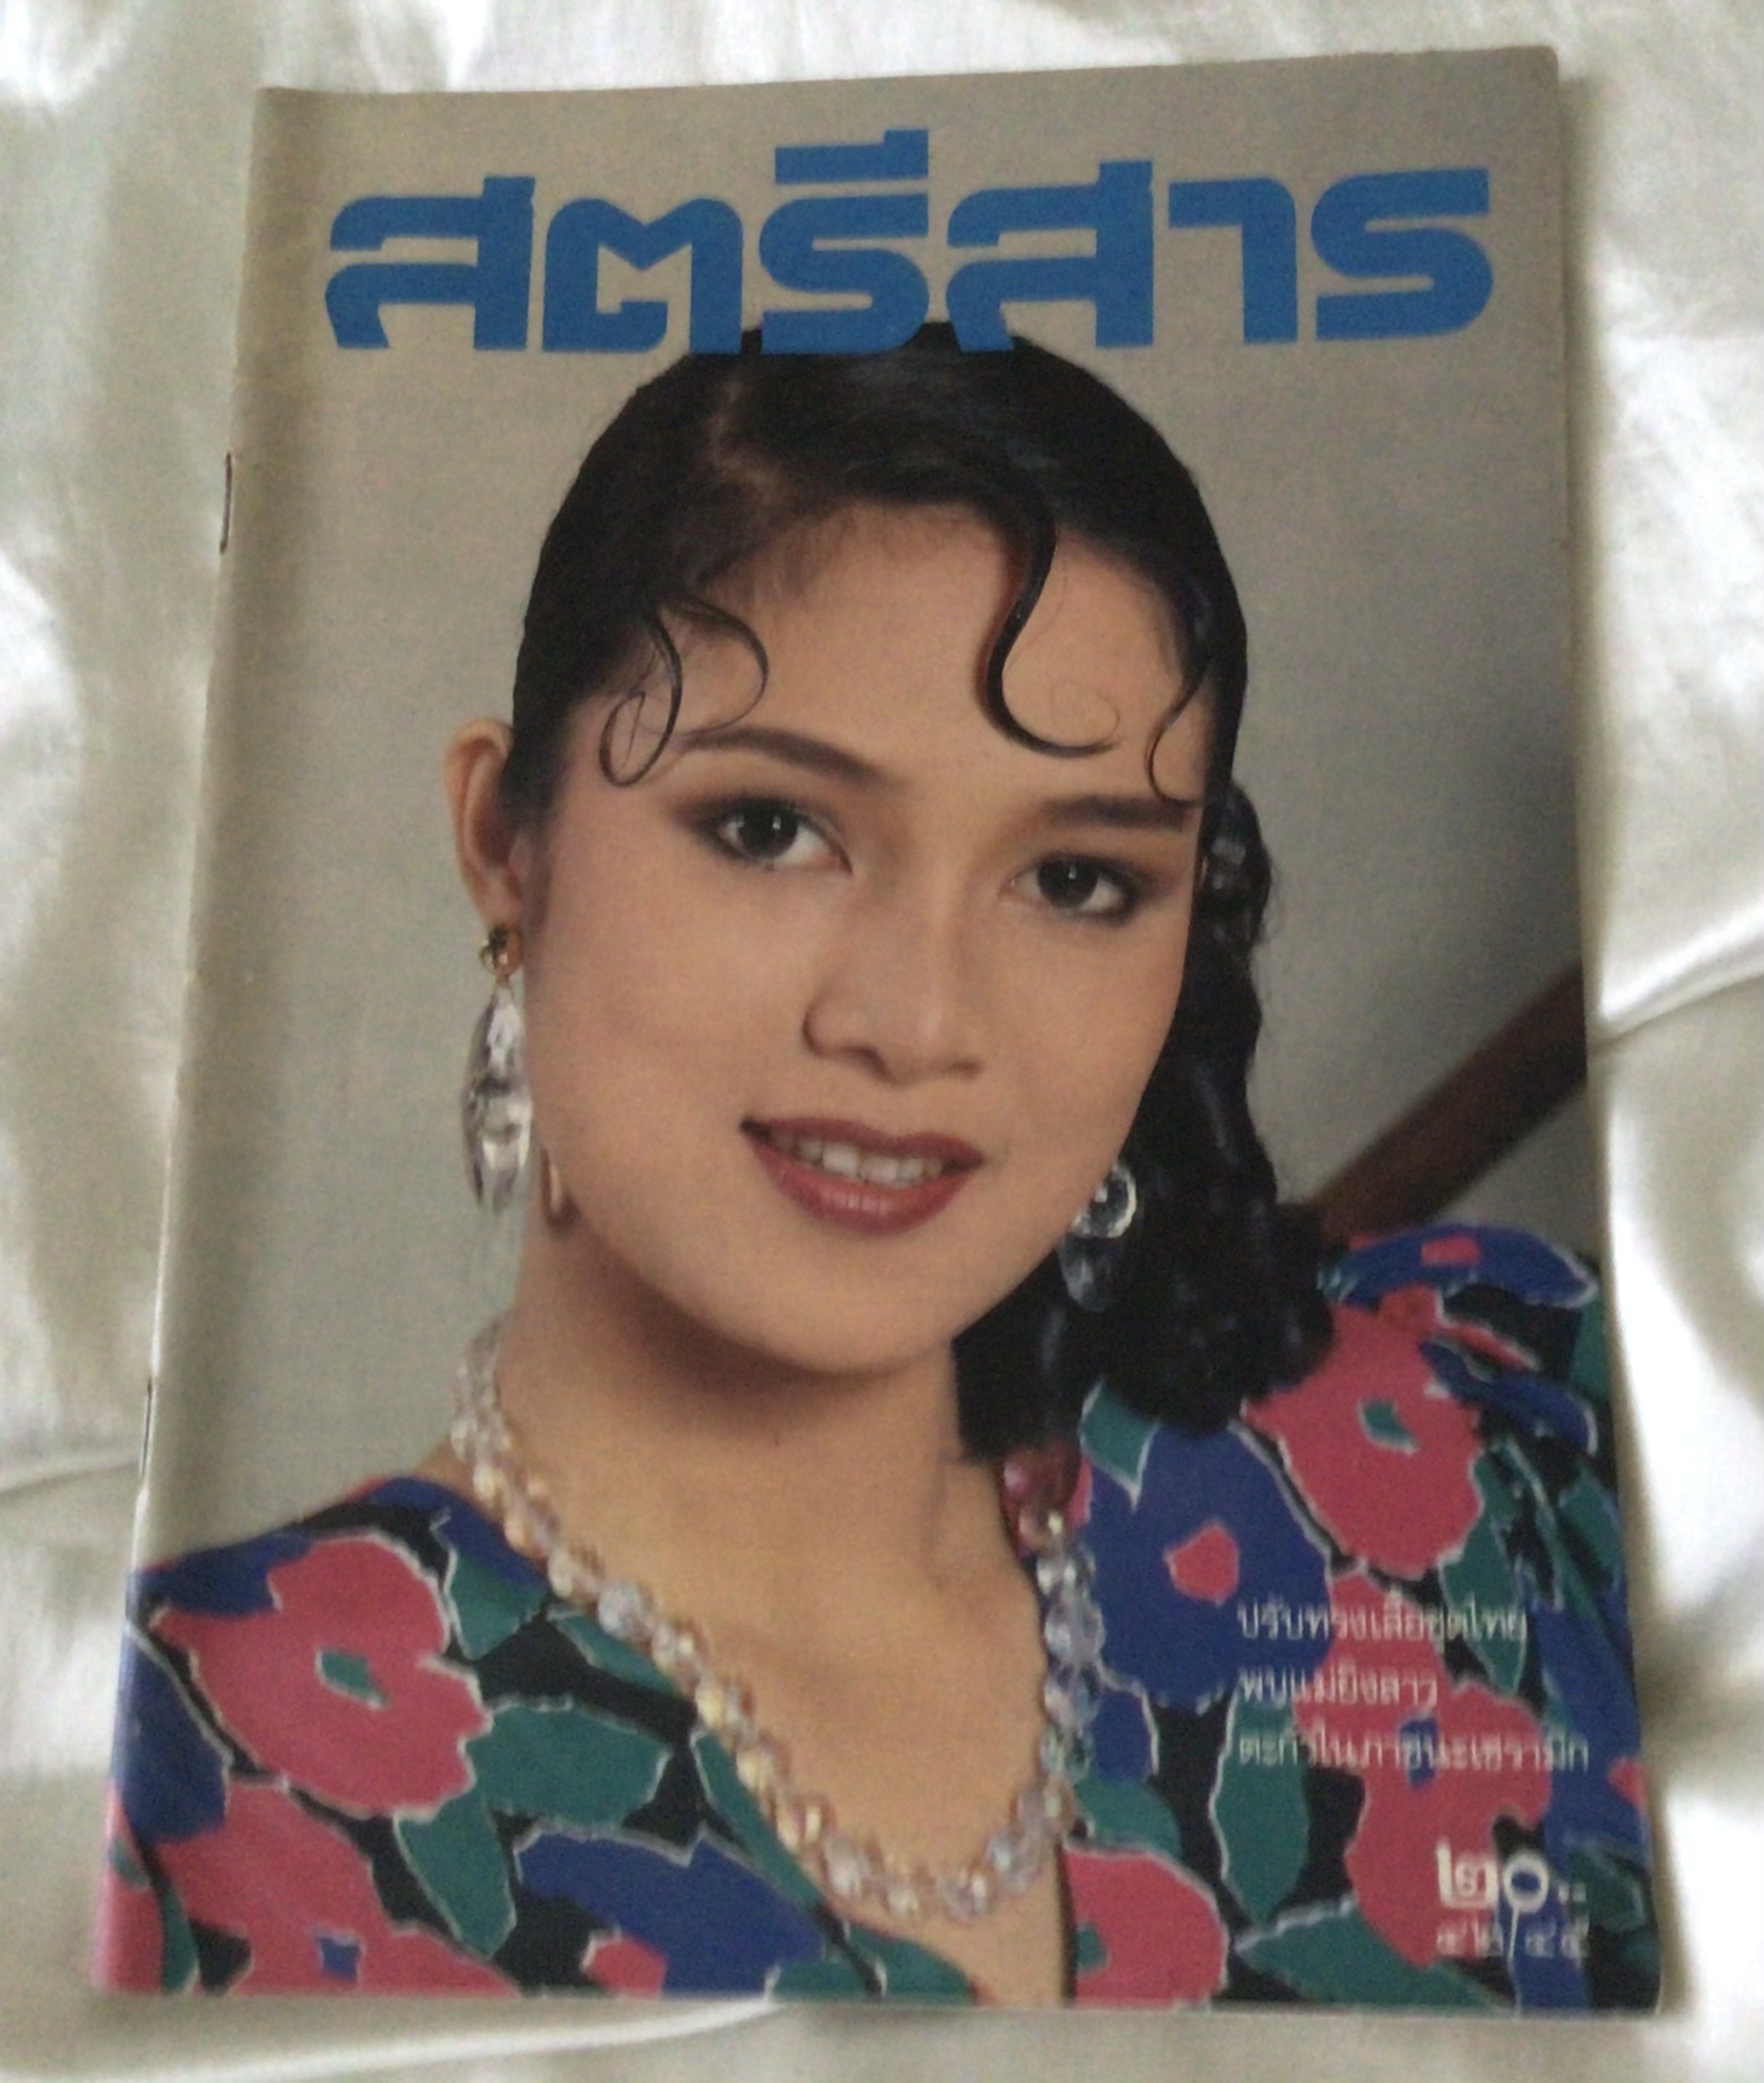 สตรีสาร
ปรับทรวงเสื้อชุดไทย
พบแม่ยิงลาว
ตะกั่วในภาชนะเซรามิก
๒๐